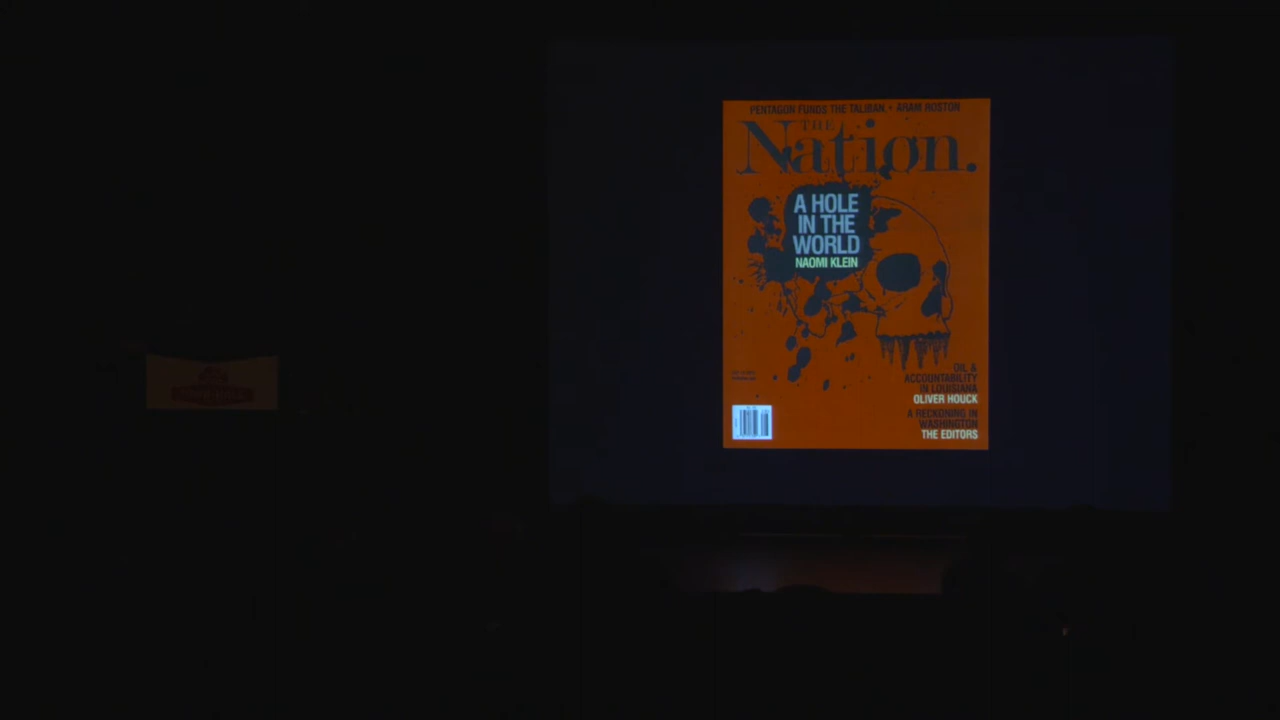 PENTAGON FUNDS THE TALIBAN • ARAM ROSTON
THE
Nation.
A HOLE
IN THE
WORLD
NAOMI KLEIN
OIL &
ACCOUNTABILITY
IN LOUISIANA
OLIVER HOUCK
A RECKONING IN
WASHINGTON
THE EDITORS